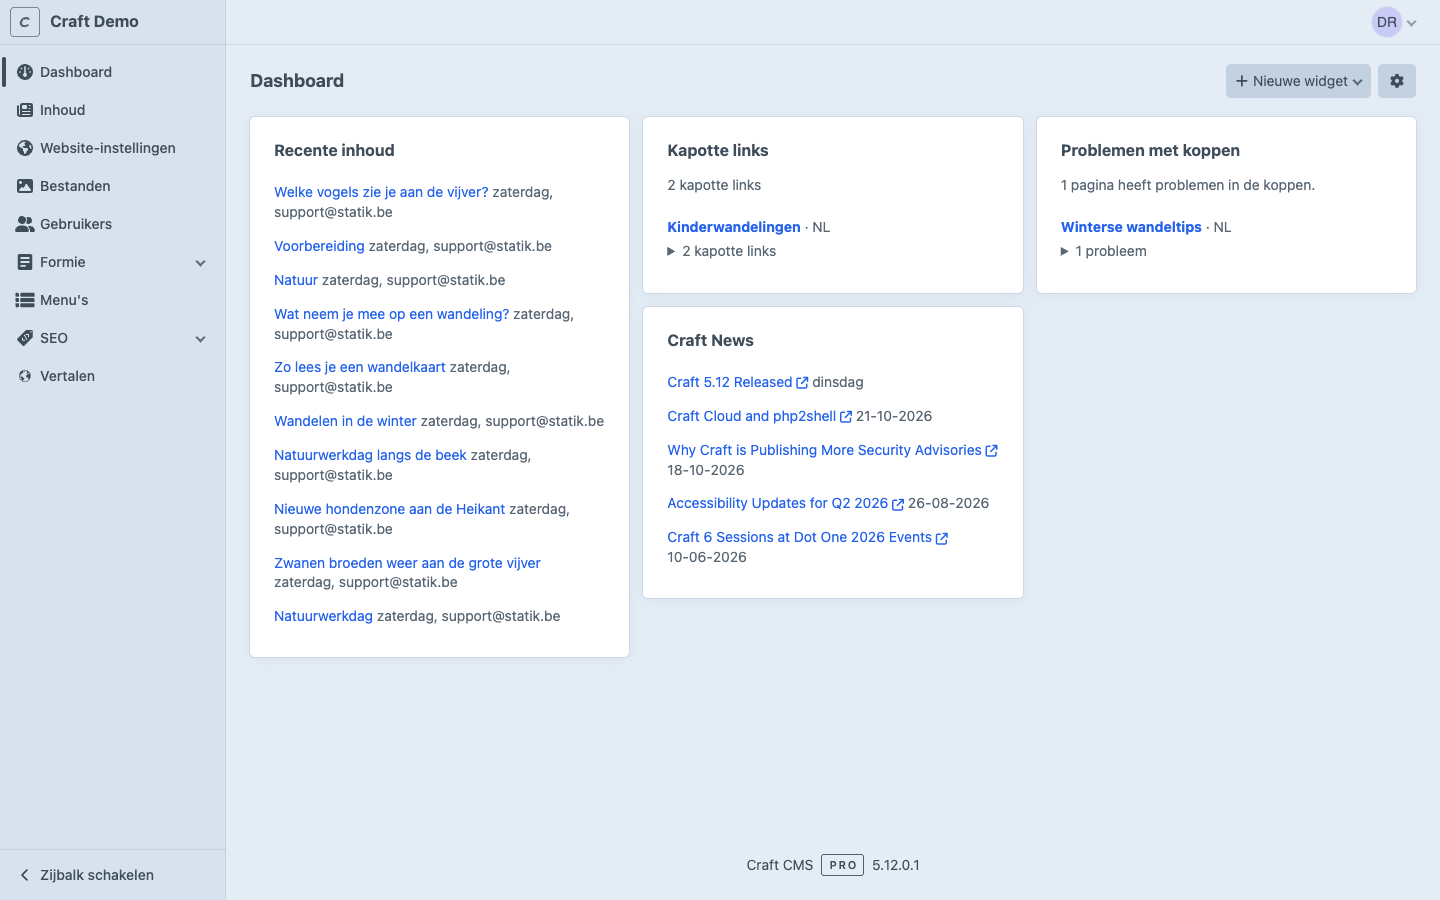 C Craft Demo
DR
Dashboard
Inhoud
Website-instellingen
Bestanden
Gebruikers
Formie
Menu's
SEO
Vertalen
Zijbalk schakelen
Dashboard
Nieuwe widget
Recente inhoud
Welke vogels zie je aan de vijver? zaterdag,
support@statik.be
Voorbereiding zaterdag, support@statik.be
Natuur zaterdag, support@statik.be
Wat neem je mee op een wandeling? zaterdag,
support@statik.be
Zo lees je een wandelkaart zaterdag,
support@statik.be
Wandelen in de winter zaterdag, support@statik.be
Natuurwerkdag langs de beek zaterdag,
support@statik.be
Nieuwe hondenzone aan de Heikant zaterdag,
support@statik.be
Zwanen broeden weer aan de grote vijver
zaterdag, support@statik.be
Natuurwerkdag zaterdag, support@statik.be
Kapotte links
2 kapotte links
Kinderwandelingen · NL
2 kapotte links
Craft News
Craft 5.12 Released dinsdag
Craft Cloud and php2shell 21-10-2026
Why Craft is Publishing More Security Advisories
18-10-2026
Accessibility Updates for Q2 2026 26-08-2026
Craft 6 Sessions at Dot One 2026 Events
10-06-2026
Problemen met koppen
1 pagina heeft problemen in de koppen.
Winterse wandeltips · NL
1 probleem
Craft CMS PRO 5.12.0.1